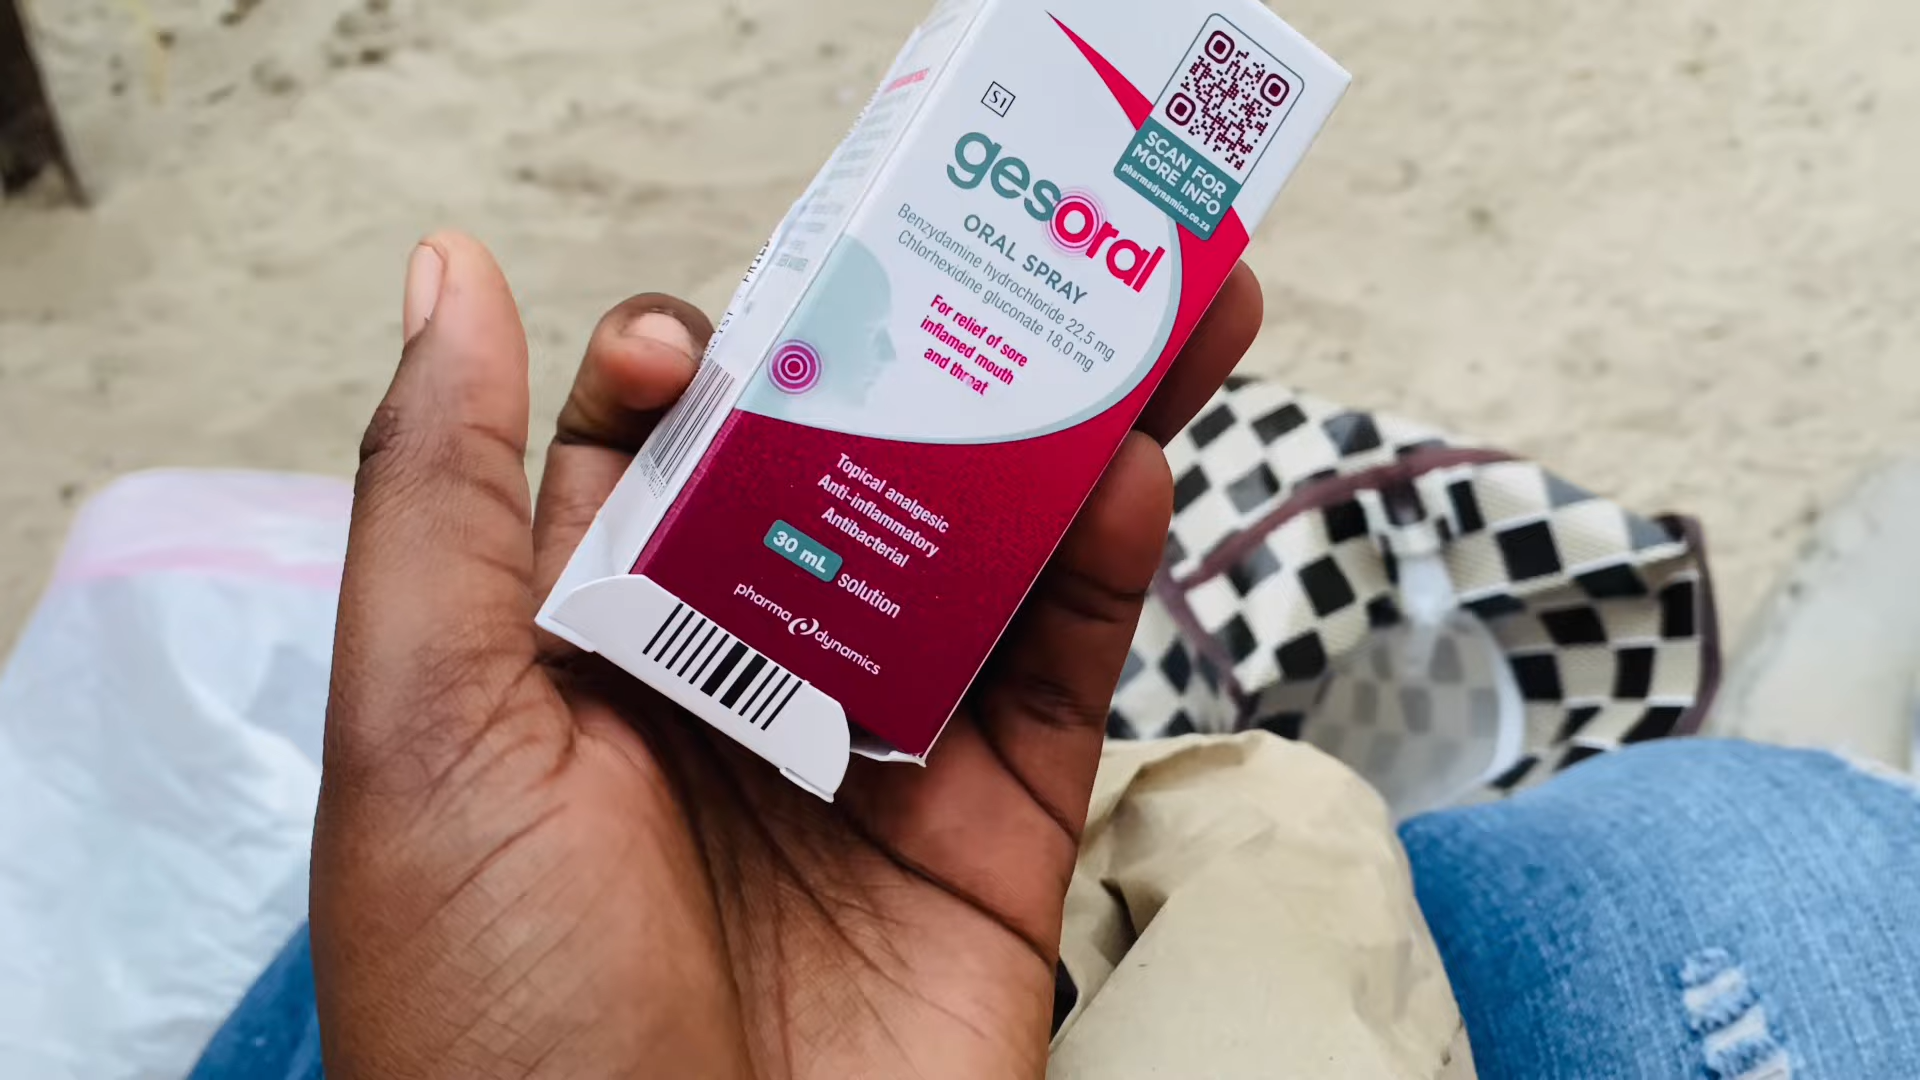 S1
gesoral
ORAL SPRAY
Benzydamine hydrochloride 22,5 mg
Chlorhexidine gluconate 18,0 mg
For relief of sore
inflamed mouth
and throat
SCAN FOR
MORE INFO
pharmadynamics.co.za
Topical analgesic
Anti-inflammatory
Antibacterial
30 mL solution
pharma dynamics